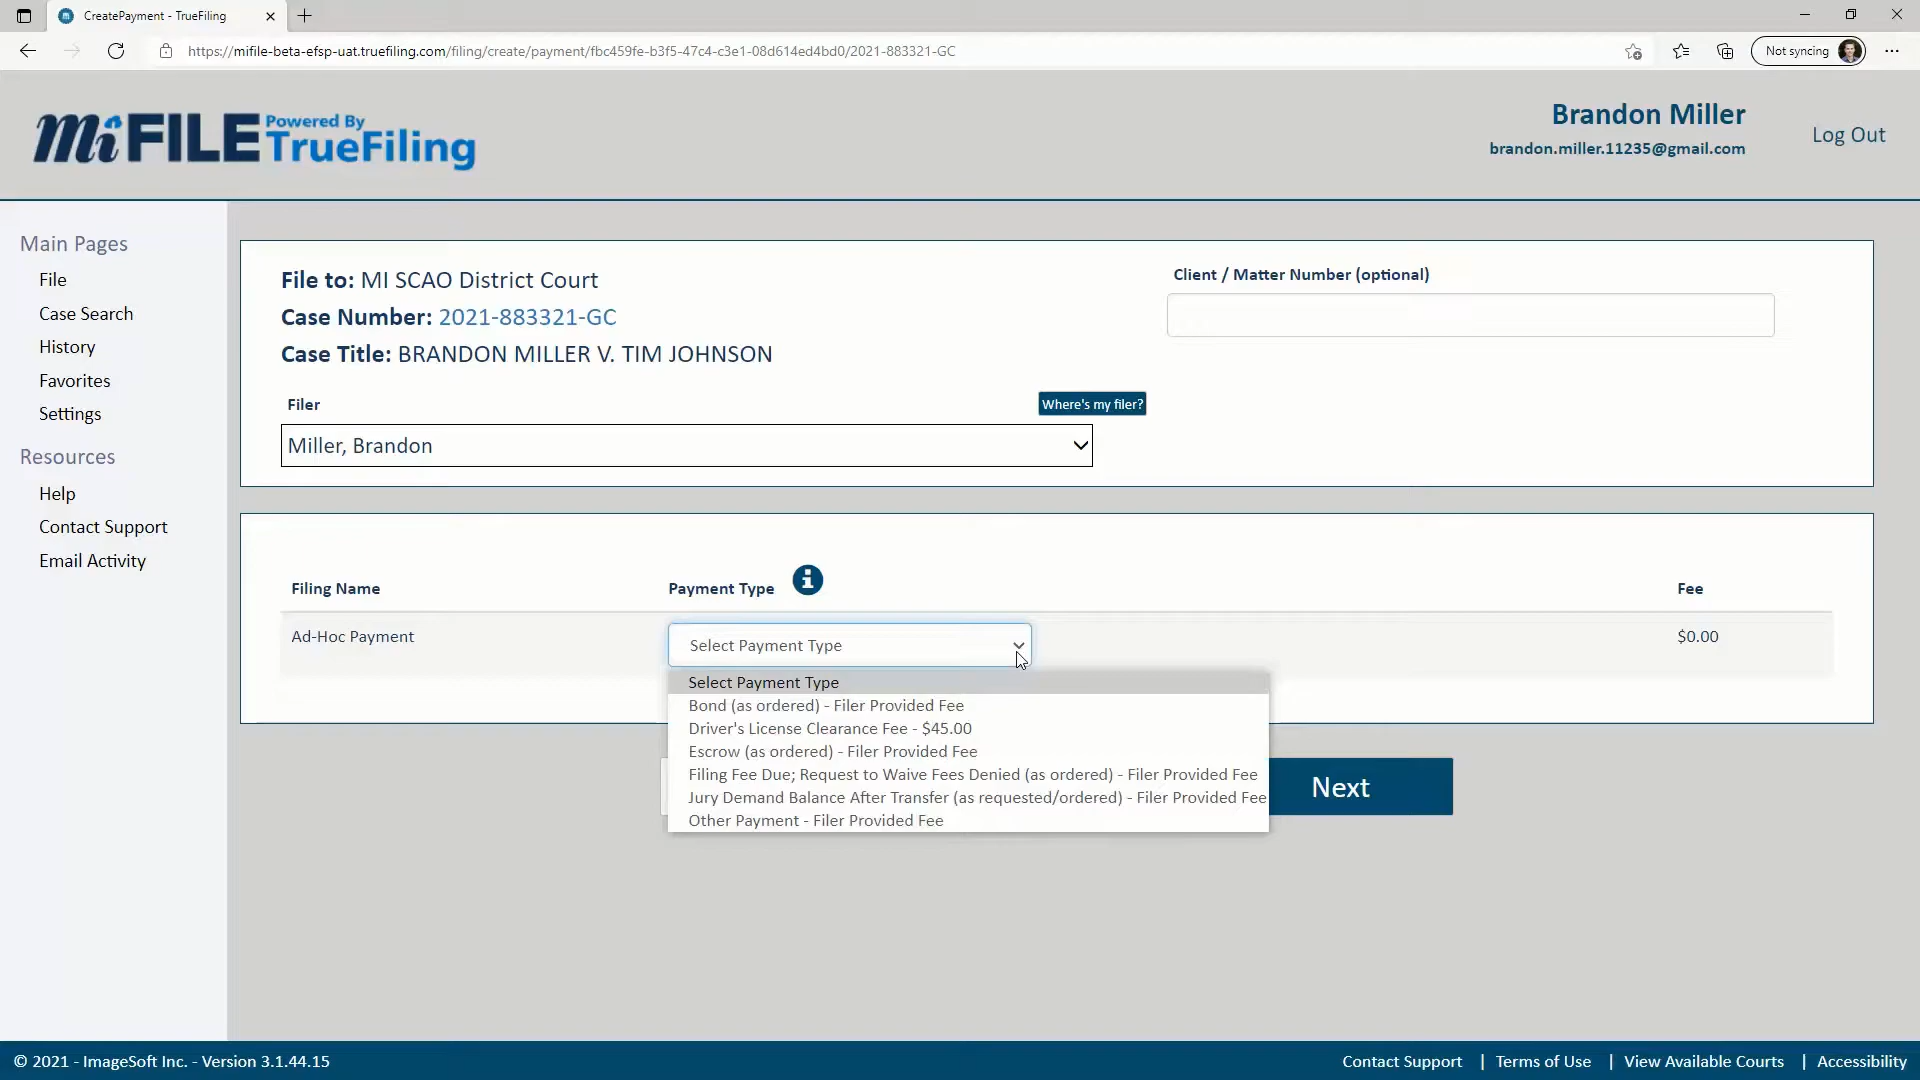 CreatePayment - TrueFiling
https://mifile-beta-efsp-uat.truefiling.com/filing/create/payment/fbc459fe-b3f5-47c4-c3e1-08d614ed4bd0/2021-883321-GC
Not syncing
MiFILE Powered By TrueFiling
Brandon Miller
brandon.miller.11235@gmail.com
Log Out
Main Pages
File
Case Search
History
Favorites
Settings
Resources
Help
Contact Support
Email Activity
File to: MI SCAO District Court
Case Number: 2021-883321-GC
Case Title: BRANDON MILLER V. TIM JOHNSON
Client / Matter Number (optional)
Filer
Where's my filer?
Miller, Brandon
Filing Name
Payment Type
Fee
Ad-Hoc Payment
Select Payment Type
$0.00
Select Payment Type
Bond (as ordered) - Filer Provided Fee
Driver's License Clearance Fee - $45.00
Escrow (as ordered) - Filer Provided Fee
Filing Fee Due; Request to Waive Fees Denied (as ordered) - Filer Provided Fee
Jury Demand Balance After Transfer (as requested/ordered) - Filer Provided Fee
Other Payment - Filer Provided Fee
Next
© 2021 - ImageSoft Inc. - Version 3.1.44.15
Contact Support | Terms of Use | View Available Courts | Accessibility